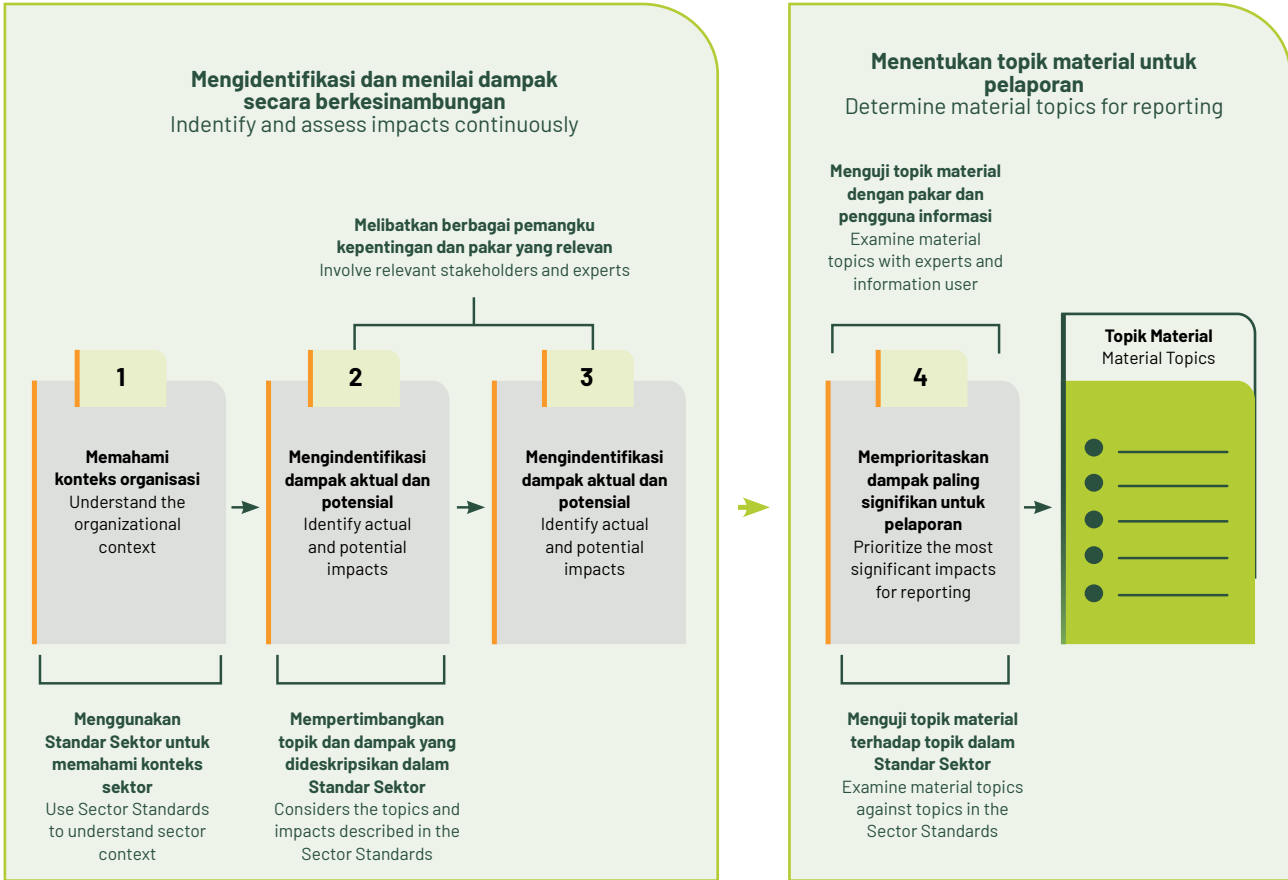 Mengidentifikasi dan menilai dampak
secara berkesinambungan
Indentify and assess impacts continuously
Melibatkan berbagai pemangku
kepentingan dan pakar yang relevan
Involve relevant stakeholders and experts
1
Memahami
konteks organisasi
Understand the
organizational
context
2
Mengindentifikasi
dampak aktual dan
potensial
Identify actual
and potential
impacts
3
Mengindentifikasi
dampak aktual dan
potensial
Identify actual
and potential
impacts
Menggunakan
Standar Sektor untuk
memahami konteks
sektor
Use Sector Standards
to understand sector
context
Mempertimbangkan
topik dan dampak yang
dideskripsikan dalam
Standar Sektor
Considers the topics and
impacts described in the
Sector Standards
Menentukan topik material untuk
pelaporan
Determine material topics for reporting
Menguji topik material
dengan pakar dan
pengguna informasi
Examine material
topics with experts and
information user
4
Memprioritaskan
dampak paling
signifikan untuk
pelaporan
Prioritize the most
significant impacts
for reporting
Topik Material
Material Topics
Menguji topik material
terhadap topik dalam
Standar Sektor
Examine material topics
against topics in the
Sector Standards